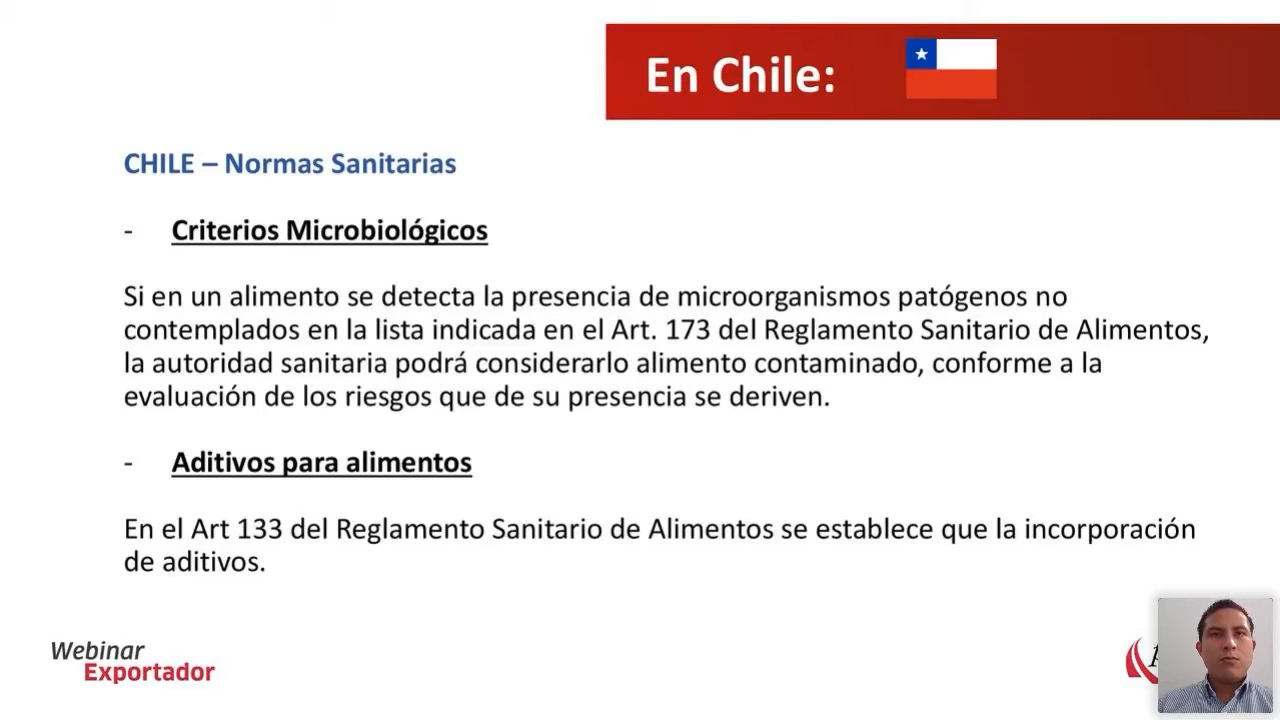 En Chile:
CHILE – Normas Sanitarias
- Criterios Microbiológicos
Si en un alimento se detecta la presencia de microorganismos patógenos no
contemplados en la lista indicada en el Art. 173 del Reglamento Sanitario de Alimentos,
la autoridad sanitaria podrá considerarlo alimento contaminado, conforme a la
evaluación de los riesgos que de su presencia se deriven.
- Aditivos para alimentos
En el Art 133 del Reglamento Sanitario de Alimentos se establece que la incorporación
de aditivos.
Webinar
Exportador